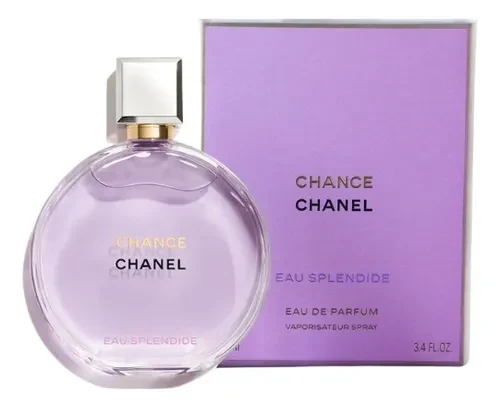 CHANCE
CHANEL
EAU SPLENDIDE
CHANCE
CHANEL
EAU SPLENDIDE
EAU DE PARFUM
VAPORISATEUR SPRAY
3.4 FL.OZ.